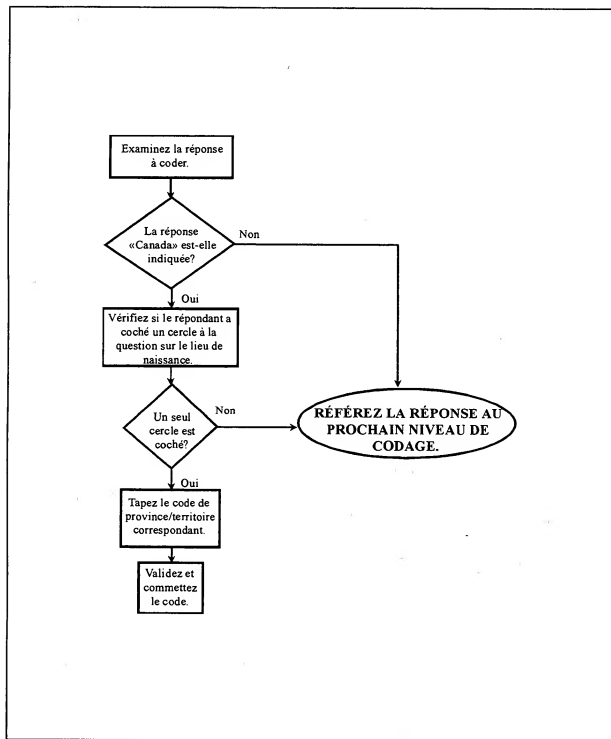 Examinez la réponse
à coder.
La réponse
«Canada» est-elle
indiquée?
Non
Oui
Vérifiez si le répondant a
coché un cercle à la
question sur le lieu de
naissance.
Un seul
cercle est
coché?
Non
RÉFÉREZ LA RÉPONSE AU
PROCHAIN NIVEAU DE
CODAGE.
Oui
Tapez le code de
province/territoire
correspondant.
Validez et
commettez
le code.